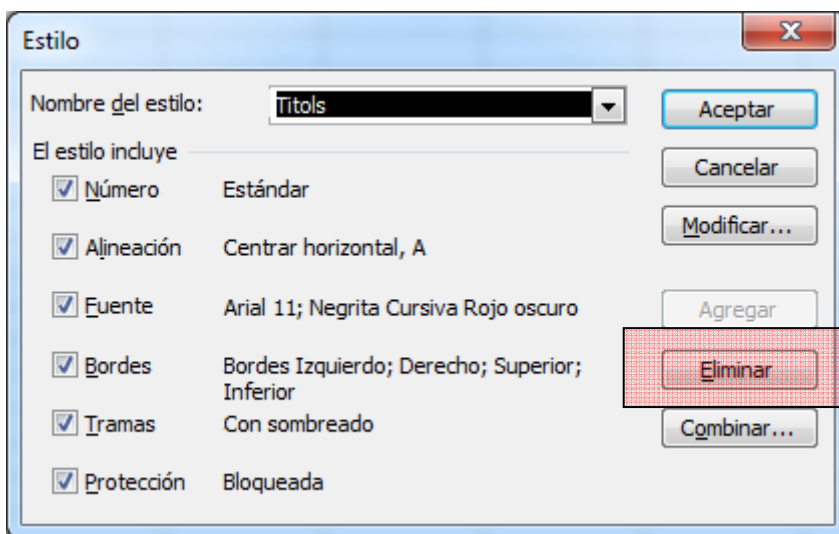 Estilo
Nombre del estilo: Titols Aceptar
El estilo incluye Cancelar
Número Estándar
Modificar...
Alineación Centrar horizontal, A
Fuente Arial 11; Negrita Cursiva Rojo oscuro Agregar
Bordes Bordes Izquierdo; Derecho; Superior; Eliminar
Inferior
Tramas Con sombreado Combinar...
Protección Bloqueada